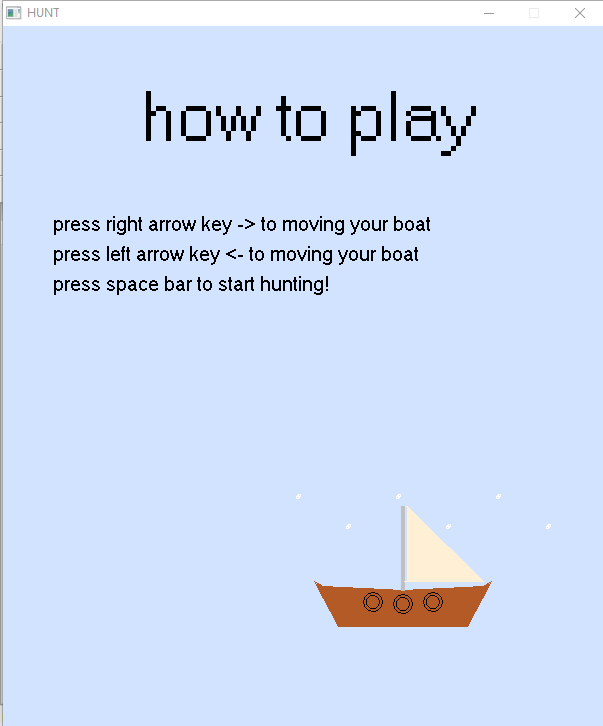 HUNT
how to play
press right arrow key -> to moving your boat
press left arrow key <- to moving your boat
press space bar to start hunting!